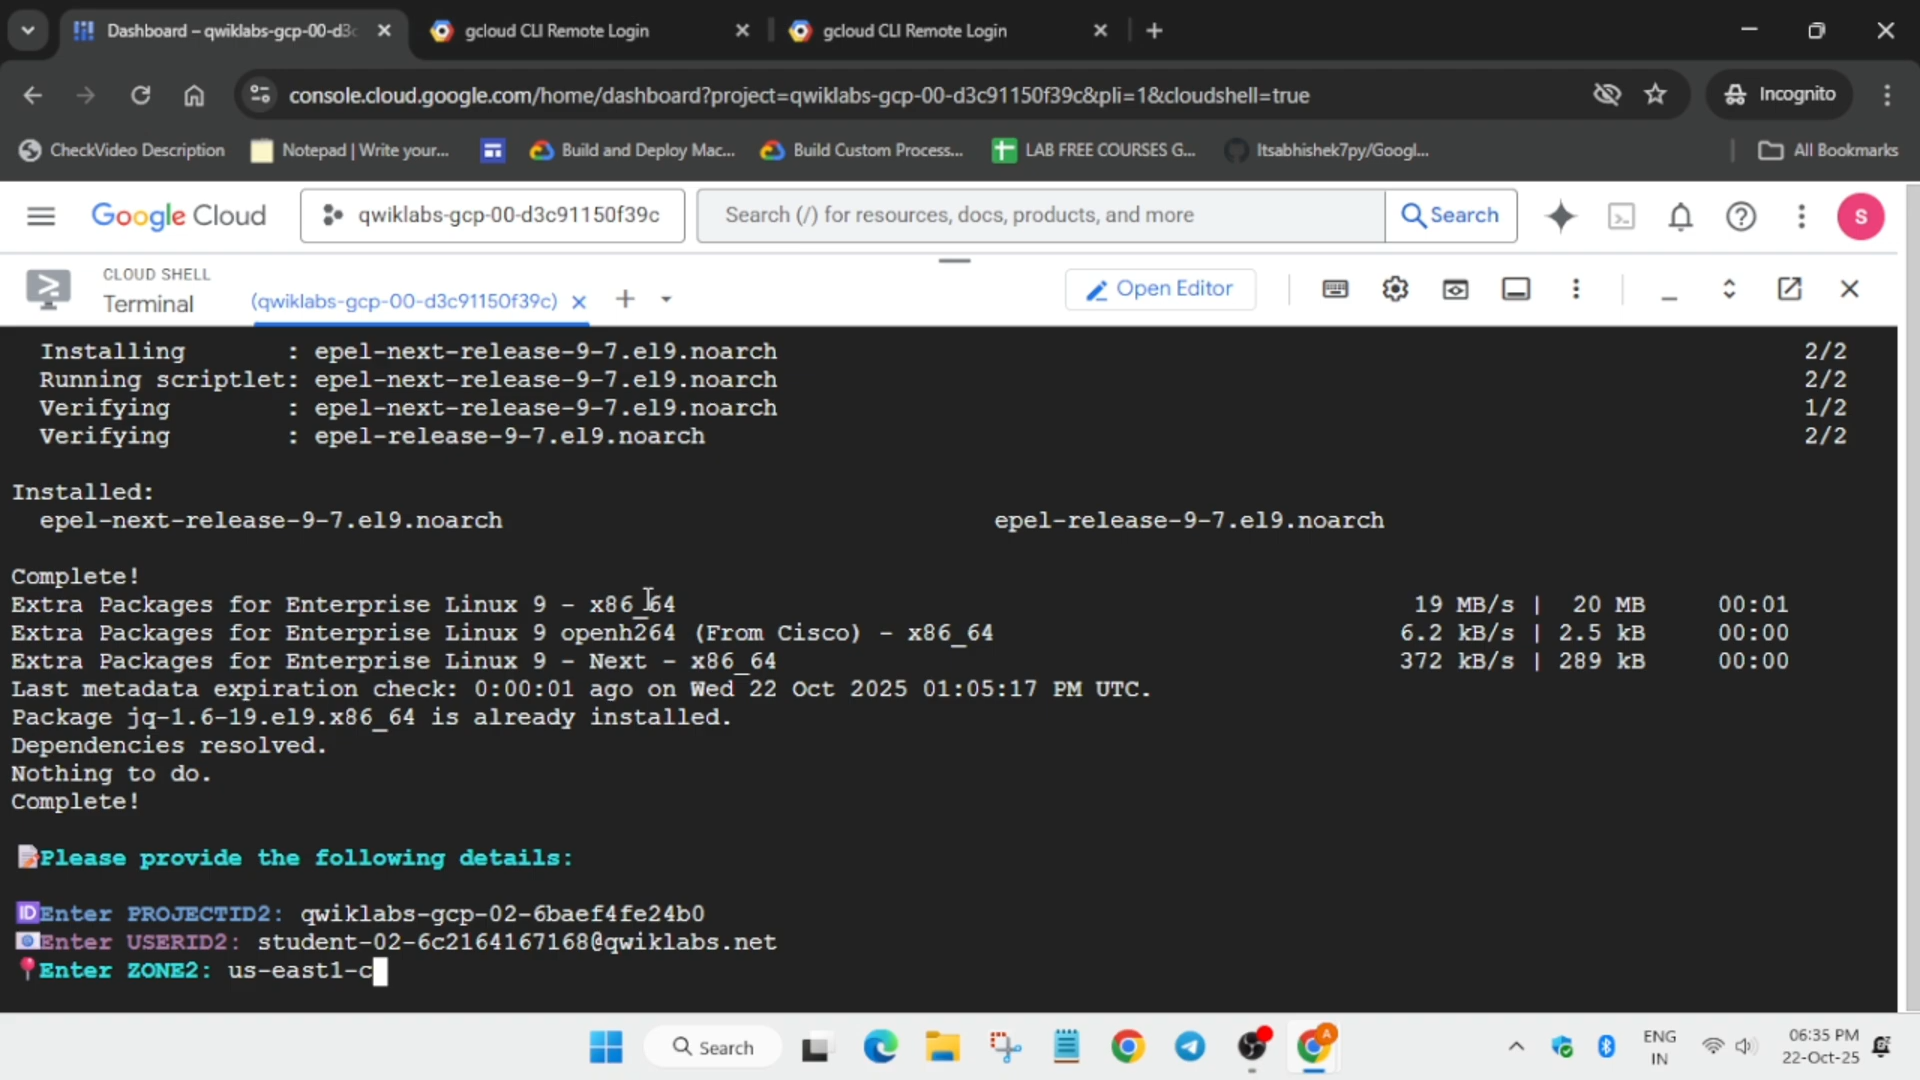 Dashboard – qwiklabs-gcp-00-d3c
gcloud CLI Remote Login
gcloud CLI Remote Login
console.cloud.google.com/home/dashboard?project=qwiklabs-gcp-00-d3c91150f39c&pli=1&cloudshell=true
Incognito
CheckVideo Description
Notepad | Write your...
Build and Deploy Mac...
Build Custom Process...
LAB FREE COURSES G...
Itsabhishek7py/Googl...
All Bookmarks
Google Cloud
qwiklabs-gcp-00-d3c91150f39c
Search (/) for resources, docs, products, and more
Search
S
CLOUD SHELL
Terminal
(qwiklabs-gcp-00-d3c91150f39c)
Open Editor
Installing : epel-next-release-9-7.el9.noarch 2/2
Running scriptlet: epel-next-release-9-7.el9.noarch 2/2
Verifying : epel-next-release-9-7.el9.noarch 1/2
Verifying : epel-release-9-7.el9.noarch 2/2
Installed:
epel-next-release-9-7.el9.noarch epel-release-9-7.el9.noarch
Complete!
Extra Packages for Enterprise Linux 9 - x86_64 19 MB/s | 20 MB 00:01
Extra Packages for Enterprise Linux 9 openh264 (From Cisco) - x86_64 6.2 kB/s | 2.5 kB 00:00
Extra Packages for Enterprise Linux 9 - Next - x86_64 372 kB/s | 289 kB 00:00
Last metadata expiration check: 0:00:01 ago on Wed 22 Oct 2025 01:05:17 PM UTC.
Package jq-1.6-19.el9.x86_64 is already installed.
Dependencies resolved.
Nothing to do.
Complete!
Please provide the following details:
ID Enter PROJECTID2: qwiklabs-gcp-02-6baef4fe24b0
Enter USERID2: student-02-6c2164167168@qwiklabs.net
Enter ZONE2: us-east1-c
Search
A
ENG
IN
06:35 PM
22-Oct-25